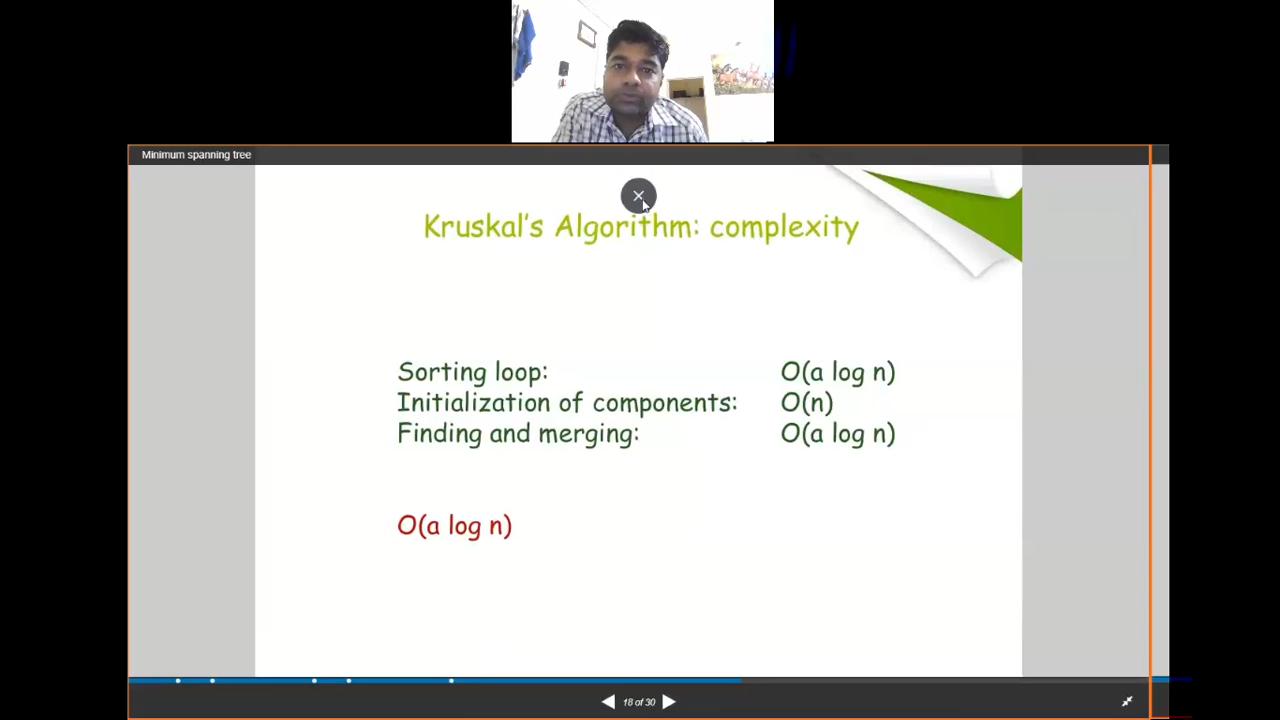 Minimum spanning tree
Kruskal's Algorithm: complexity
Sorting loop: O(a log n)
Initialization of components: O(n)
Finding and merging: O(a log n)
O(a log n)
18 of 30